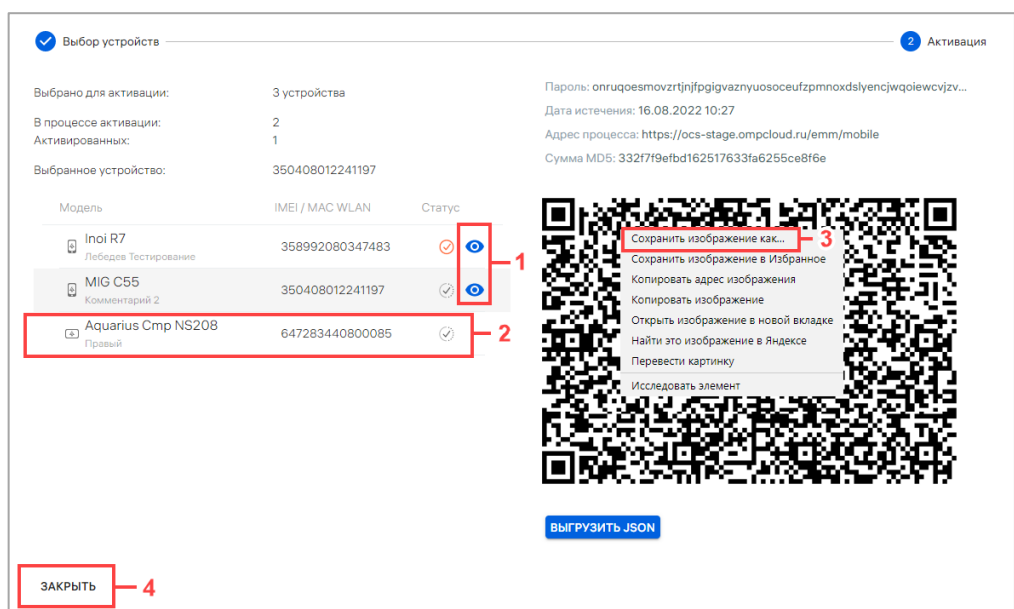 Выбор устройств
2 Активация
Выбрано для активации: 3 устройства
В процессе активации: 2
Активированных: 1
Выбранное устройство: 350408012241197
Модель IMEI / MAC WLAN Статус
Inoi R7 358992080347483
Лебедев Тестирование
MIG C55 350408012241197
Комментарий 2
1
Aquarius Cmp NS208 647283440800085
Правый
2
Пароль: onruqoesmovzrtjnjfpgigvaznyuosoceufzpmnoxdslyencjwqoiewcvjzv...
Дата истечения: 16.08.2022 10:27
Адрес процесса: https://ocs-stage.ompcloud.ru/emm/mobile
Сумма MD5: 332f7f9efbd162517633fa6255ce8f6e
Сохранить изображение как... 3
Сохранить изображение в Избранное
Копировать адрес изображения
Копировать изображение
Открыть изображение в новой вкладке
Найти это изображение в Яндексе
Перевести картинку
Исследовать элемент
ВЫГРУЗИТЬ JSON
ЗАКРЫТЬ 4